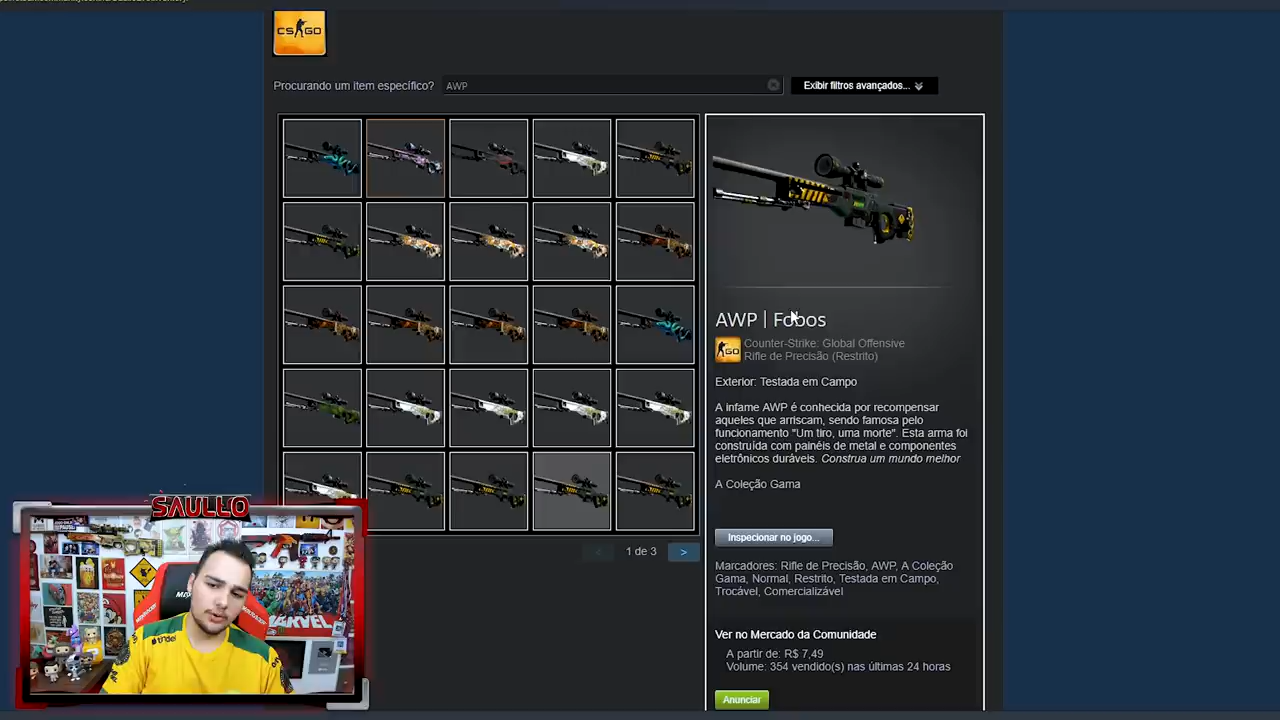 CS GO
Procurando um item específico?
AWP
Exibir filtros avançados...
AWP | Fobos
GO
Counter-Strike: Global Offensive
Rifle de Precisão (Restrito)
Exterior: Testada em Campo
A infame AWP é conhecida por recompensar
aqueles que arriscam, sendo famosa pelo
funcionamento "Um tiro, uma morte". Esta arma foi
construída com painéis de metal e componentes
eletrônicos duráveis. Construa um mundo melhor
A Coleção Gama
Inspecionar no jogo...
Marcadores: Rifle de Precisão, AWP, A Coleção
Gama, Normal, Restrito, Testada em Campo,
Trocável, Comercializável
Ver no Mercado da Comunidade
A partir de: R$ 7,49
Volume: 354 vendido(s) nas últimas 24 horas
Anunciar
< 1 de 3 >
SAULLO
MARVEL